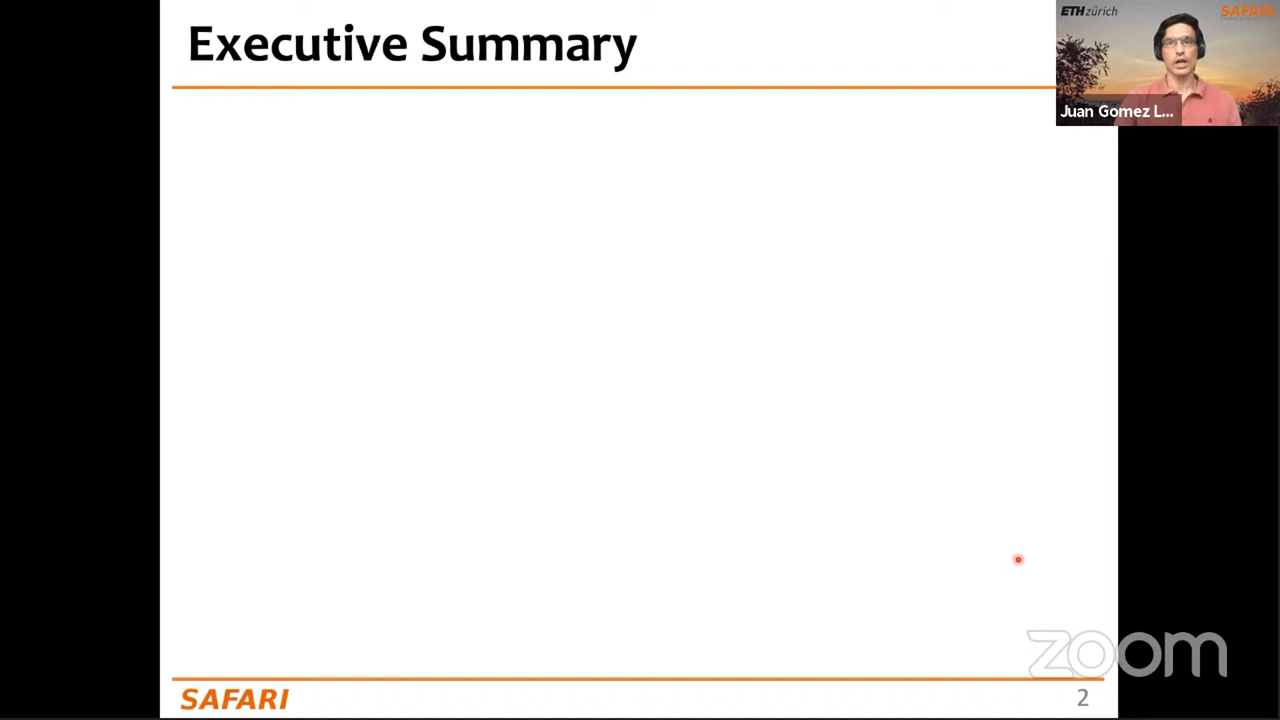 Executive Summary
ETH zürich
SAFARI
Juan Gomez L...
zoom
SAFARI
2